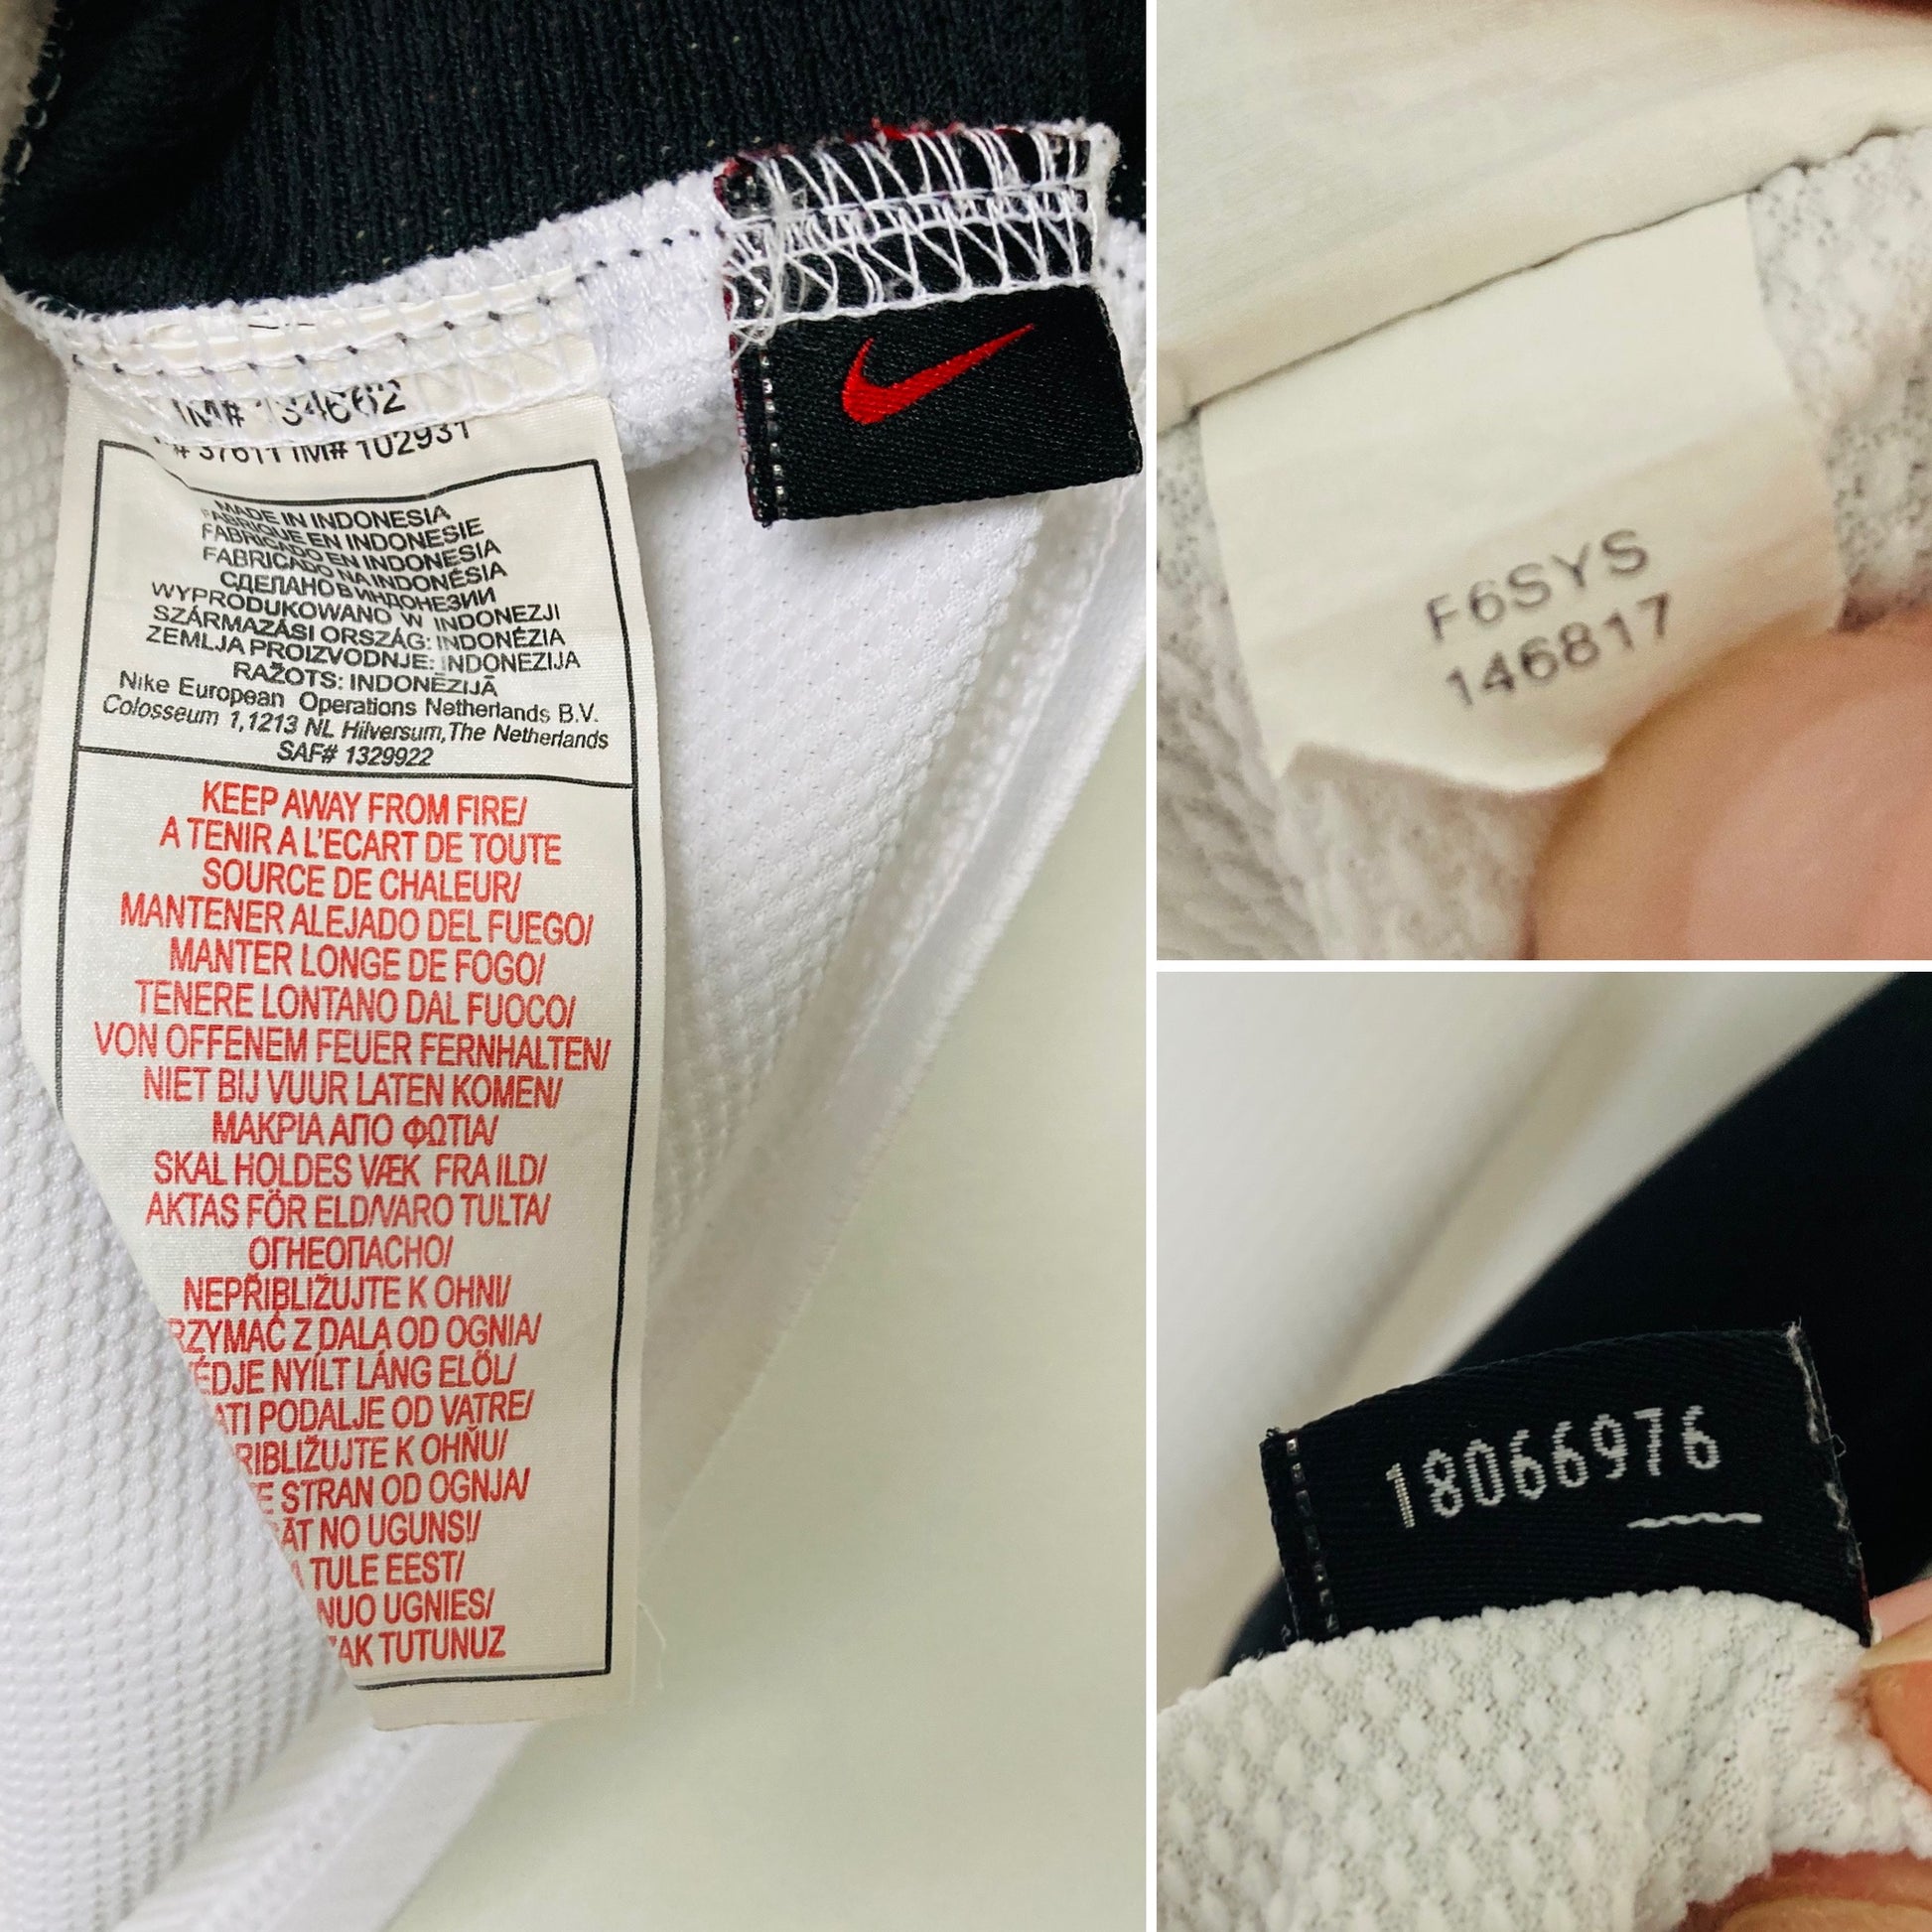 IM# 134662
# 37611 IM# 102931
MADE IN INDONESIA
FABRIQUE EN INDONESIE
FABRICADO EN INDONESIA
FABRICADO NA INDONÉSIA
СДЕЛАНО В ИНДОНЕЗИИ
WYPRODUKOWANO W INDONEZJI
SZÁRMAZÁSI ORSZÁG: INDONÉZIA
ZEMLJA PROIZVODNJE: INDONEZIJA
RAŽOTS: INDONĒZIJĀ
Nike European Operations Netherlands B.V.
Colosseum 1,1213 NL Hilversum,The Netherlands
SAF# 1329922
KEEP AWAY FROM FIRE/
A TENIR A L'ECART DE TOUTE
SOURCE DE CHALEUR/
MANTENER ALEJADO DEL FUEGO/
MANTER LONGE DE FOGO/
TENERE LONTANO DAL FUOCO/
VON OFFENEM FEUER FERNHALTEN/
NIET BIJ VUUR LATEN KOMEN/
ΜΑΚΡΙΑ ΑΠΟ ΦΩΤΙΑ/
SKAL HOLDES VÆK FRA ILD/
AKTAS FÖR ELD/VARO TULTA/
ОГНЕОПАСНО/
NEPŘIBLIŽUJTE K OHNI/
RZYMAĆ Z DALA OD OGNIA/
ÉDJE NYÍLT LÁNG ELŐL/
ATI PODALJE OD VATRE/
RIBLIŽUJTE K OHŇU/
E STRAN OD OGNJA/
ĀT NO UGUNS!/
A TULE EEST/
NUO UGNIES/
ZAK TUTUNUZ
F6SYS
146817
18066976